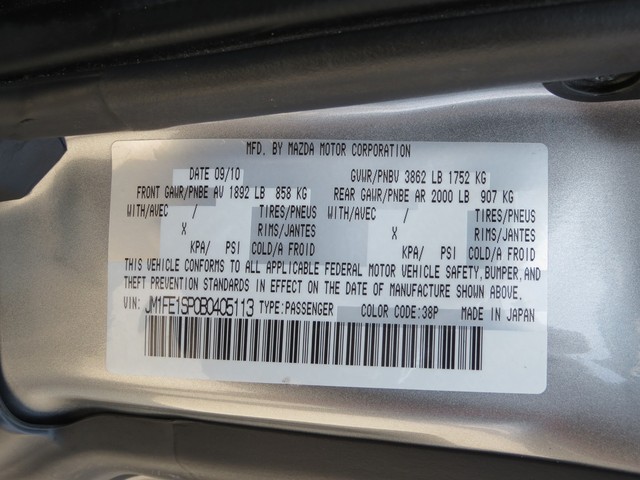 MFD. BY MAZDA MOTOR CORPORATION
DATE 09/10 GVWR/PNBV 3862 LB 1752 KG
FRONT GAWR/PNBE AV 1892 LB 858 KG REAR GAWR/PNBE AR 2000 LB 907 KG
WITH/AVEC / TIRES/PNEUS WITH/AVEC / TIRES/PNEUS
X RIMS/JANTES X RIMS/JANTES
KPA/ PSI COLD/A FROID KPA/ PSI COLD/A FROID
THIS VEHICLE CONFORMS TO ALL APPLICABLE FEDERAL MOTOR VEHICLE SAFETY, BUMPER, AND
THEFT PREVENTION STANDARDS IN EFFECT ON THE DATE OF MANUFACTURE SHOWN ABOVE.
VIN: JM1FE1SP0B0405113 TYPE:PASSENGER COLOR CODE:38P MADE IN JAPAN